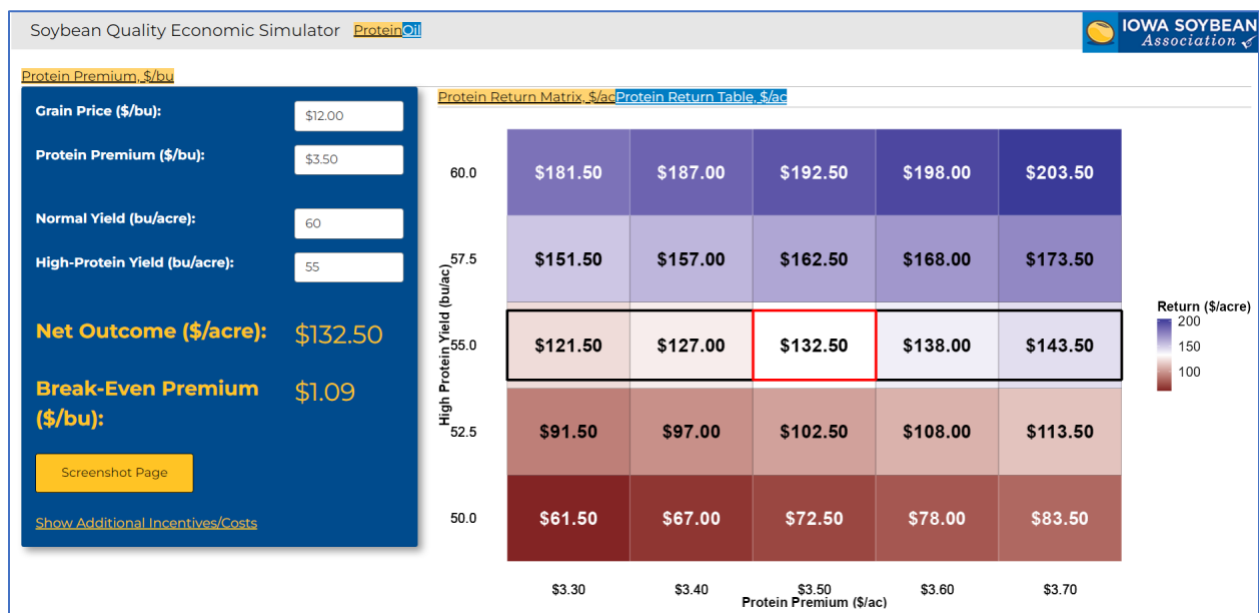 Soybean Quality Economic Simulator ProteinOil
IOWA SOYBEAN
Association
Protein Premium, $/bu
Protein Return Matrix, $/acProtein Return Table, $/ac
Grain Price ($/bu): $12.00
Protein Premium ($/bu): $3.50
Normal Yield (bu/acre): 60
High-Protein Yield (bu/acre): 55
Net Outcome ($/acre): $132.50
Break-Even Premium
($/bu): $1.09
Screenshot Page
Show Additional Incentives/Costs
High Protein Yield (bu/ac)
60.0 $181.50 $187.00 $192.50 $198.00 $203.50
57.5 $151.50 $157.00 $162.50 $168.00 $173.50
55.0 $121.50 $127.00 $132.50 $138.00 $143.50
52.5 $91.50 $97.00 $102.50 $108.00 $113.50
50.0 $61.50 $67.00 $72.50 $78.00 $83.50
$3.30 $3.40 $3.50 $3.60 $3.70
Protein Premium ($/ac)
Return ($/acre)
200
150
100